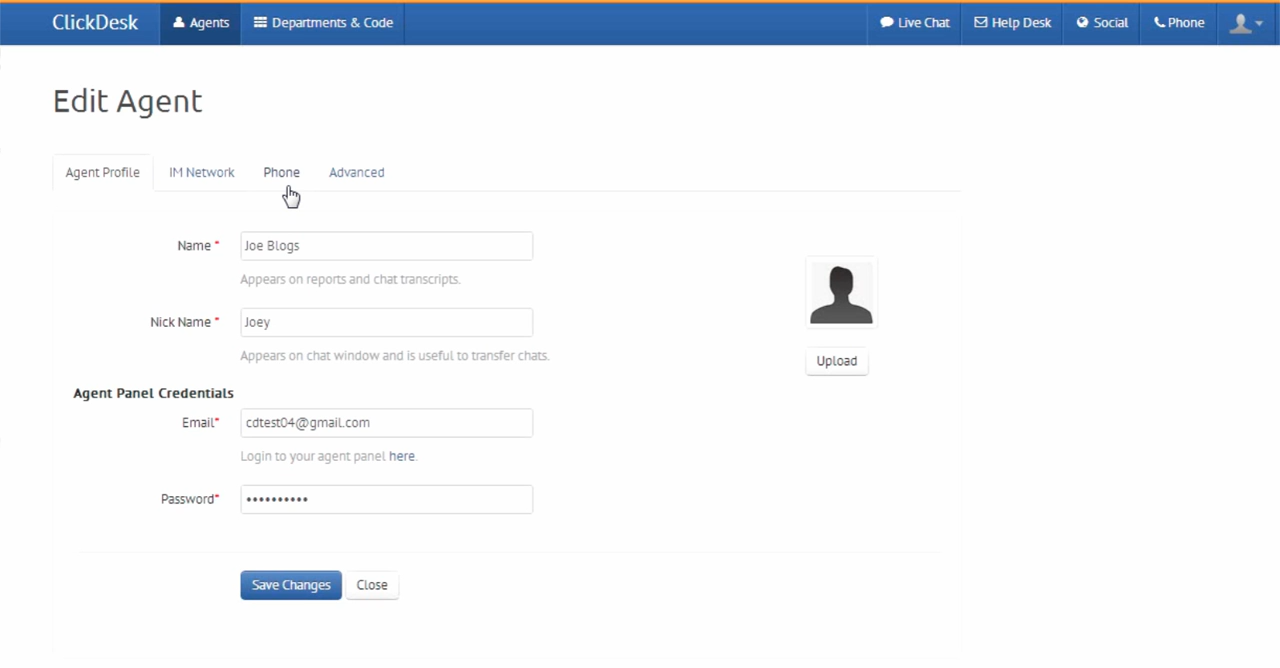 ClickDesk Agents Departments & Code Live Chat Help Desk Social Phone
Edit Agent
Agent Profile IM Network Phone Advanced
Name * Joe Blogs
Appears on reports and chat transcripts.
Nick Name * Joey
Appears on chat window and is useful to transfer chats.
Upload
Agent Panel Credentials
Email* cdtest04@gmail.com
Login to your agent panel here.
Password* ••••••••••
Save Changes Close